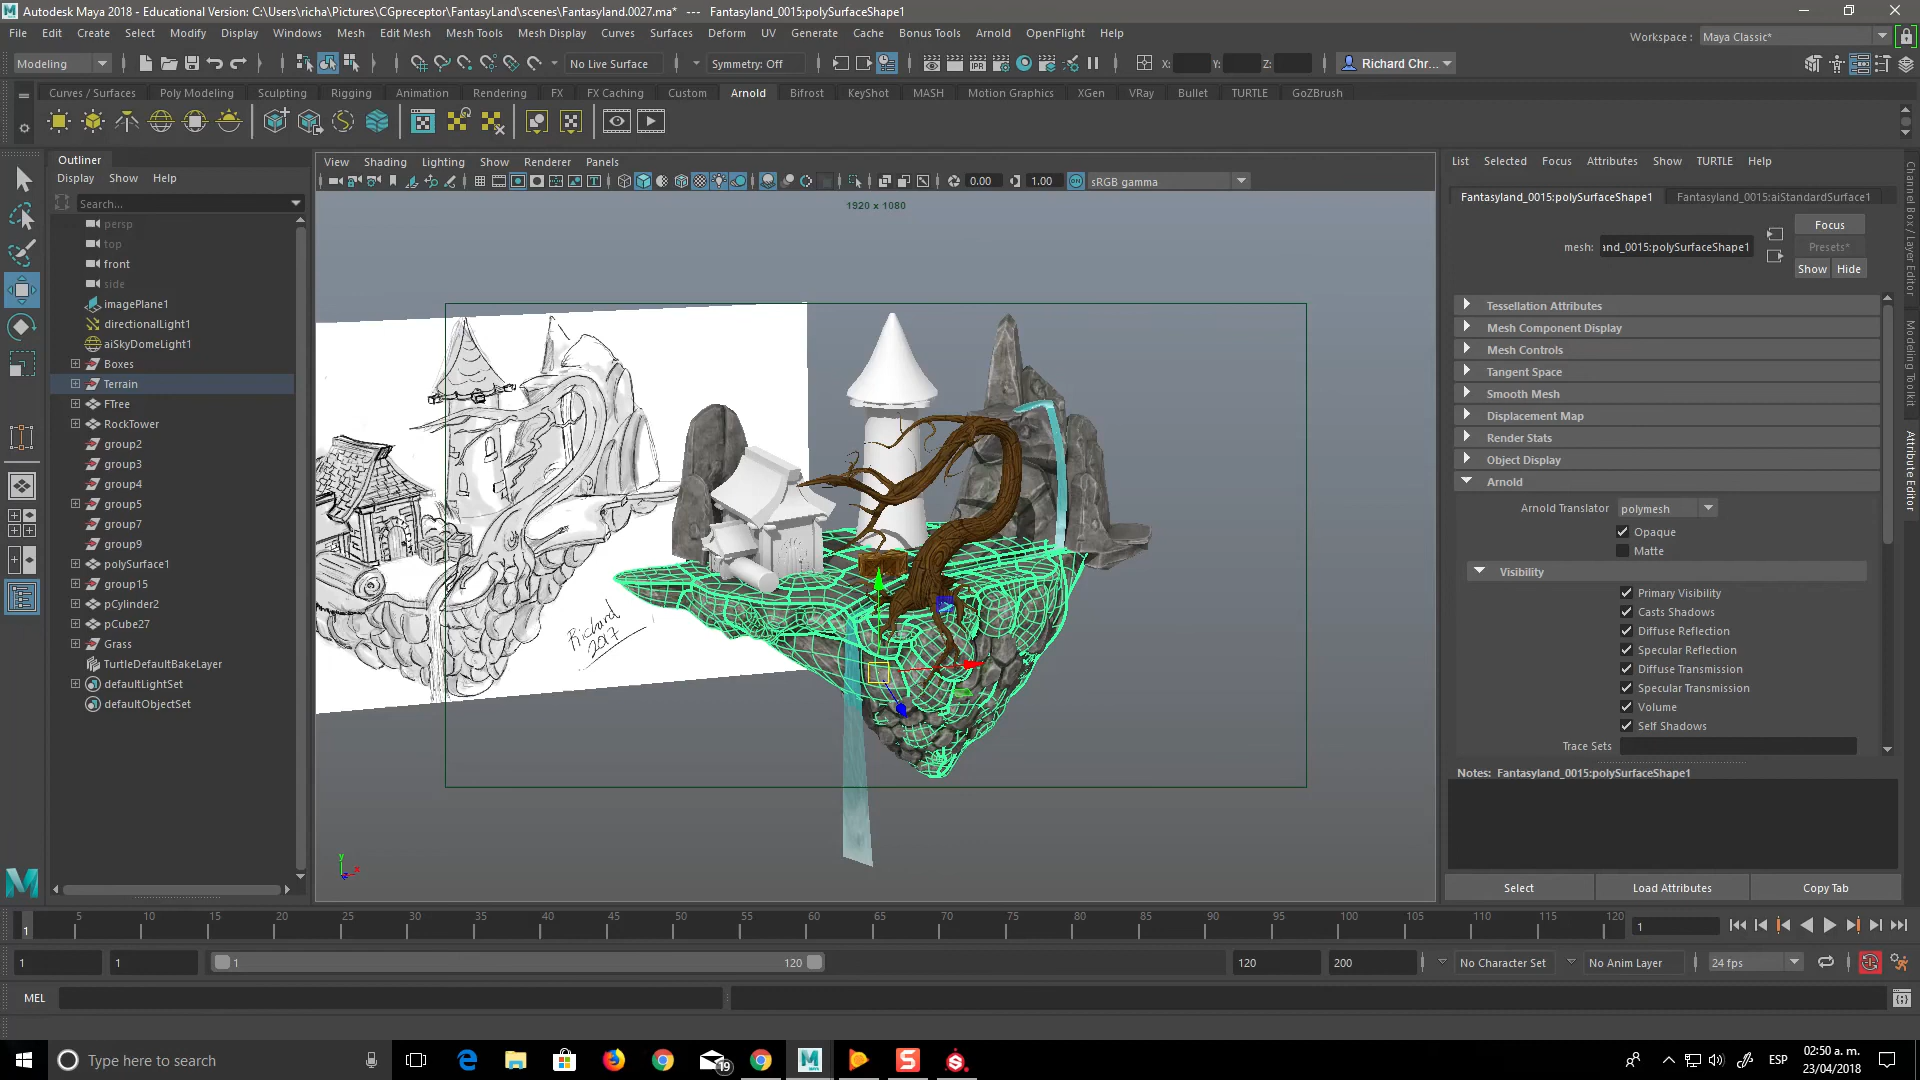 Autodesk Maya 2018 - Educational Version: C:\Users\richa\Pictures\CGpreceptor\FantasyLand\scenes\Fantasyland.0027.ma* --- Fantasyland_0015:polySurfaceShape1
File Edit Create Select Modify Display Windows Mesh Edit Mesh Mesh Tools Mesh Display Curves Surfaces Deform UV Generate Cache Bonus Tools Arnold OpenFlight Help
Workspace : Maya Classic*
Modeling No Live Surface Symmetry: Off X: Y: Z: Richard Chr...
Curves / Surfaces Poly Modeling Sculpting Rigging Animation Rendering FX FX Caching Custom Arnold Bifrost KeyShot MASH Motion Graphics XGen VRay Bullet TURTLE GoZBrush
Outliner
Display Show Help
Search...
persp
top
front
side
imagePlane1
directionalLight1
aiSkyDomeLight1
Boxes
Terrain
FTree
RockTower
group2
group3
group4
group5
group7
group9
polySurface1
group15
pCylinder2
pCube27
Grass
TurtleDefaultBakeLayer
defaultLightSet
defaultObjectSet
View Shading Lighting Show Renderer Panels
0.00 1.00 sRGB gamma
1920 x 1080
Richard
2017
y
x
List Selected Focus Attributes Show TURTLE Help
Fantasyland_0015:polySurfaceShape1 Fantasyland_0015:aiStandardSurface1
Focus
mesh: and_0015:polySurfaceShape1
Presets*
Show Hide
Tessellation Attributes
Mesh Component Display
Mesh Controls
Tangent Space
Smooth Mesh
Displacement Map
Render Stats
Object Display
Arnold
Arnold Translator polymesh
Opaque
Matte
Visibility
Primary Visibility
Casts Shadows
Diffuse Reflection
Specular Reflection
Diffuse Transmission
Specular Transmission
Volume
Self Shadows
Trace Sets
Notes: Fantasyland_0015:polySurfaceShape1
Select Load Attributes Copy Tab
Channel Box / Layer Editor
Modeling Toolkit
Attribute Editor
5 10 15 20 25 30 35 40 45 50 55 60 65 70 75 80 85 90 95 100 105 110 115 120
1 1
1 1 1 120 120 200 No Character Set No Anim Layer 24 fps
MEL
Type here to search
19
ESP
02:50 a. m.
23/04/2018